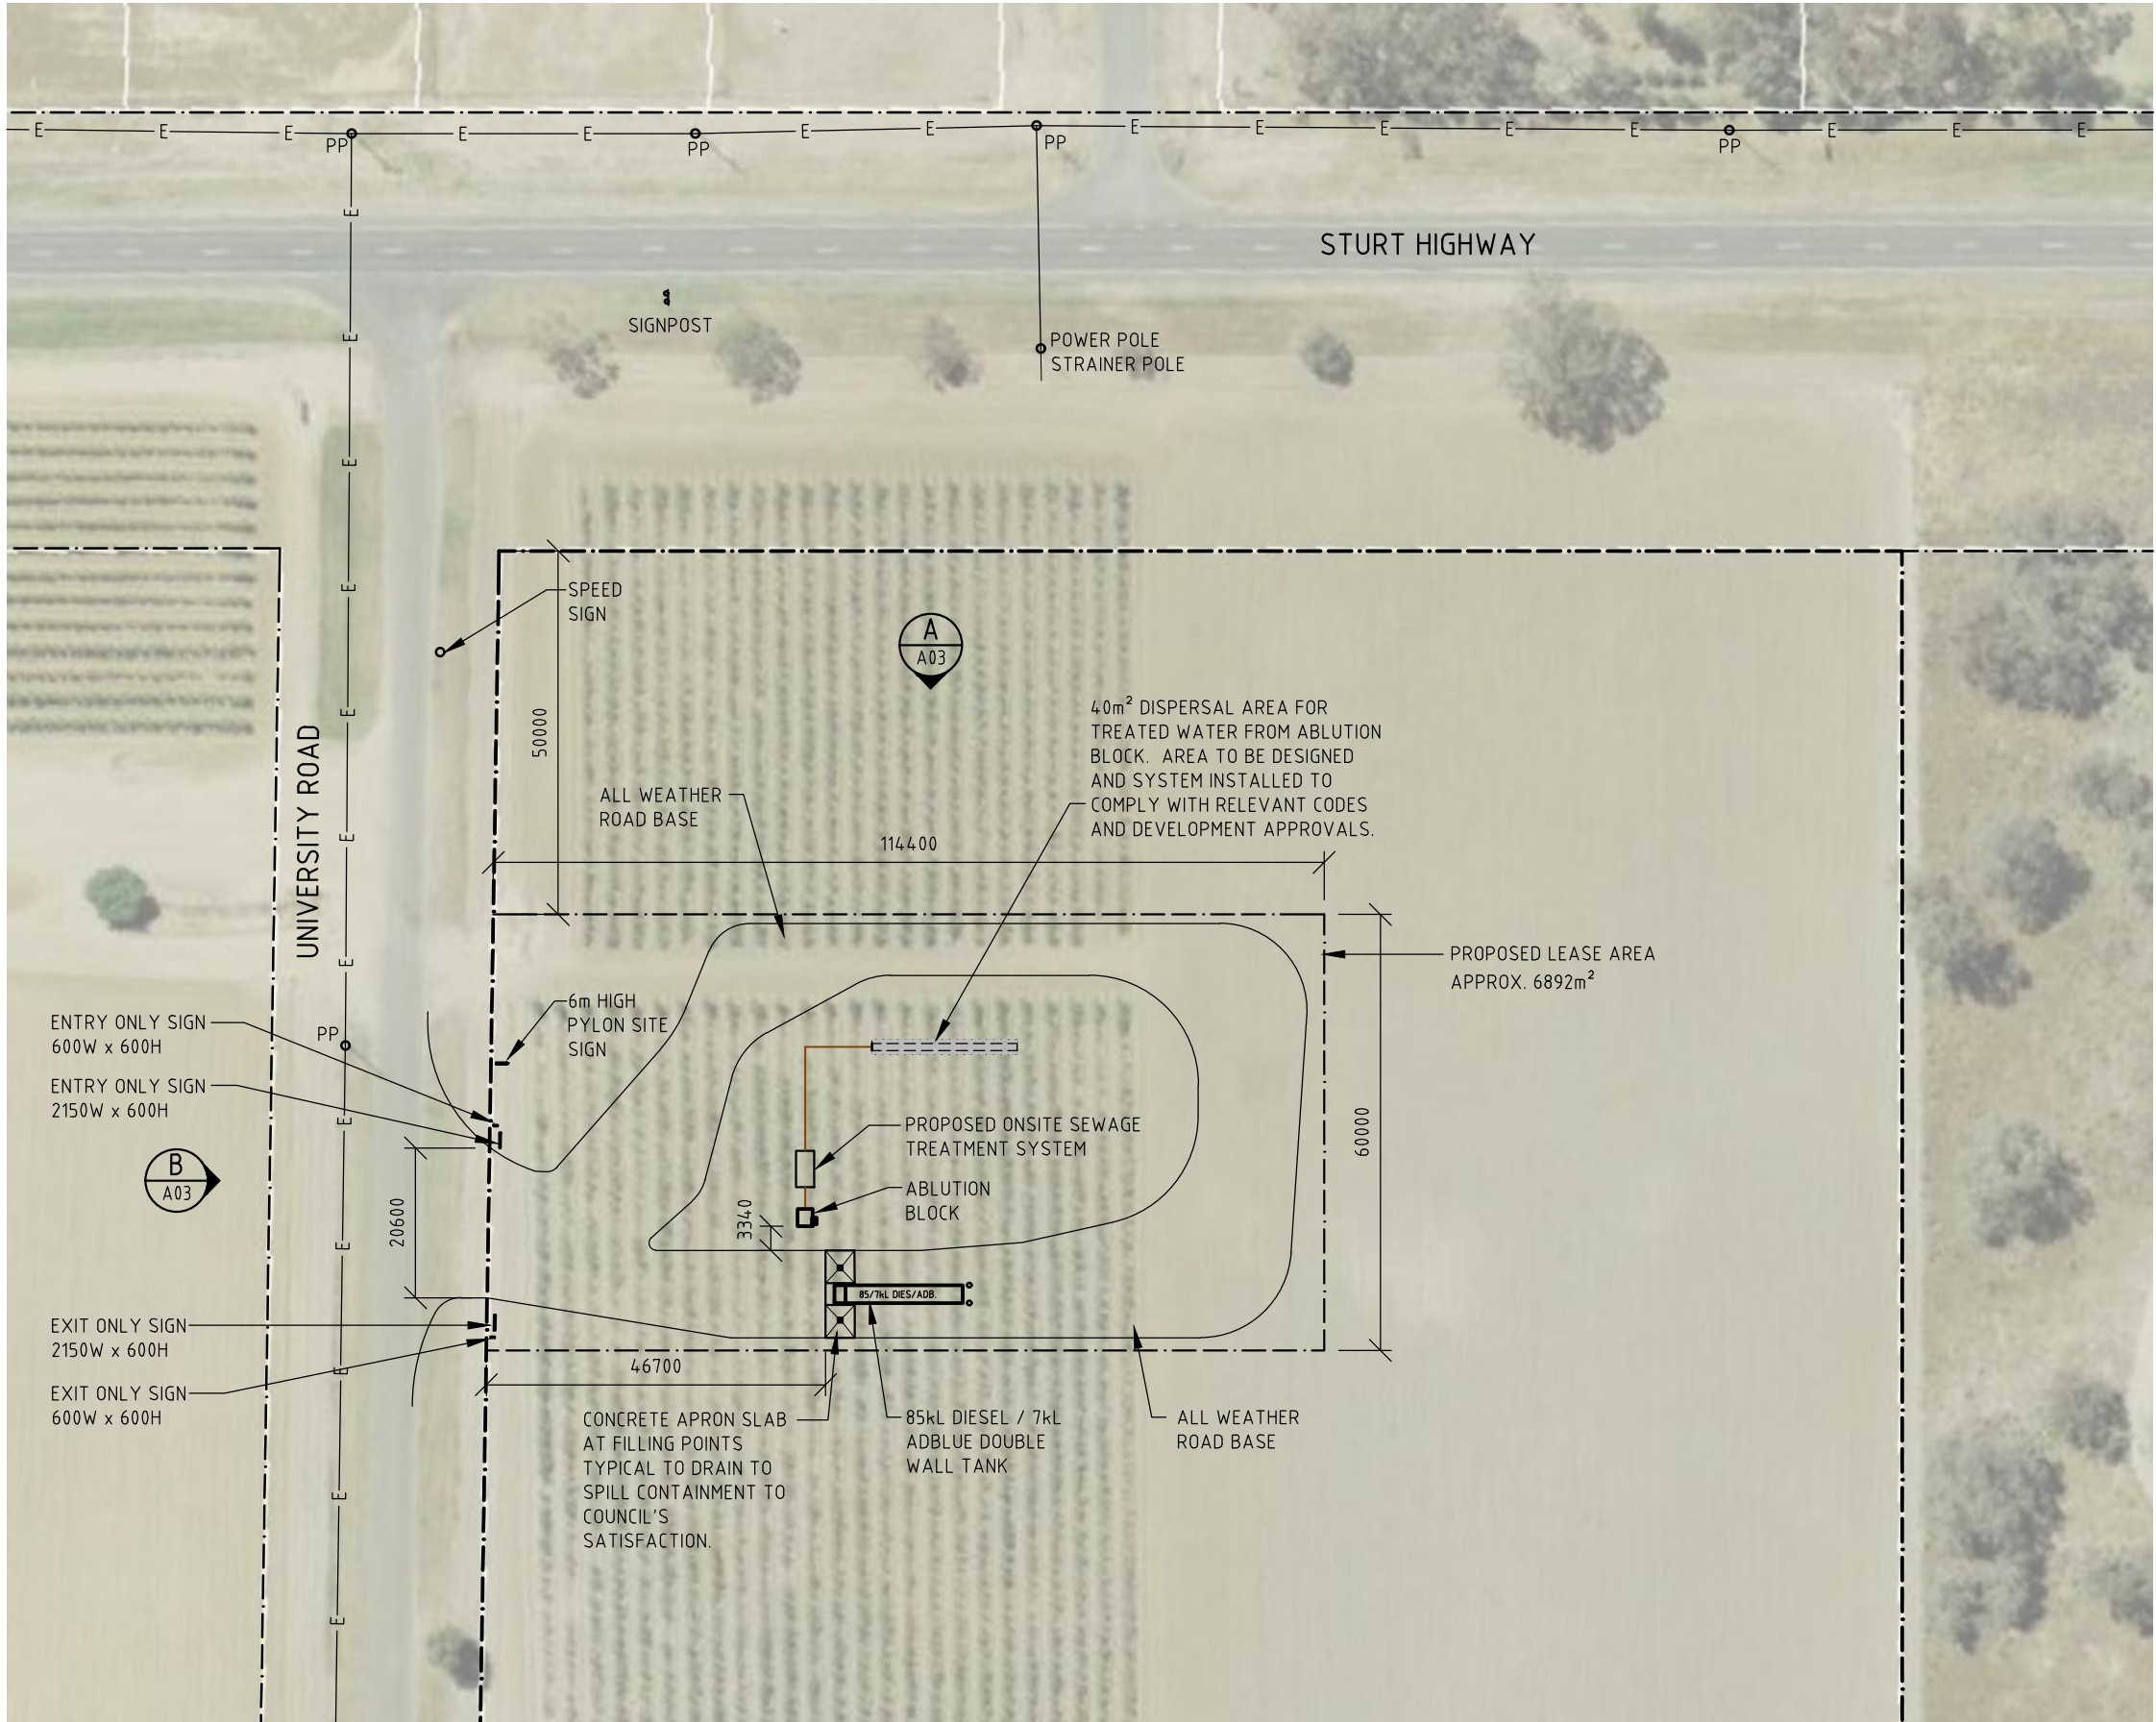 E E E PP E E PP E E PP E E E E E PP E E E
E
STURT HIGHWAY
SIGNPOST
E
POWER POLE
STRAINER POLE
E
E
SPEED
SIGN
A
A03
E
UNIVERSITY ROAD
50000
40m² DISPERSAL AREA FOR
TREATED WATER FROM ABLUTION
BLOCK. AREA TO BE DESIGNED
AND SYSTEM INSTALLED TO
COMPLY WITH RELEVANT CODES
AND DEVELOPMENT APPROVALS.
ALL WEATHER
ROAD BASE
E
114400
E
PROPOSED LEASE AREA
APPROX. 6892m²
6m HIGH
PYLON SITE
SIGN
PP
ENTRY ONLY SIGN
600W x 600H
ENTRY ONLY SIGN
2150W x 600H
E
60000
PROPOSED ONSITE SEWAGE
TREATMENT SYSTEM
B
A03
ABLUTION
BLOCK
20600
3340
E
85/7kL DIES/ADB.
EXIT ONLY SIGN
2150W x 600H
E
46700
EXIT ONLY SIGN
600W x 600H
CONCRETE APRON SLAB
AT FILLING POINTS
TYPICAL TO DRAIN TO
SPILL CONTAINMENT TO
COUNCIL'S
SATISFACTION.
85kL DIESEL / 7kL
ADBLUE DOUBLE
WALL TANK
ALL WEATHER
ROAD BASE
E
E